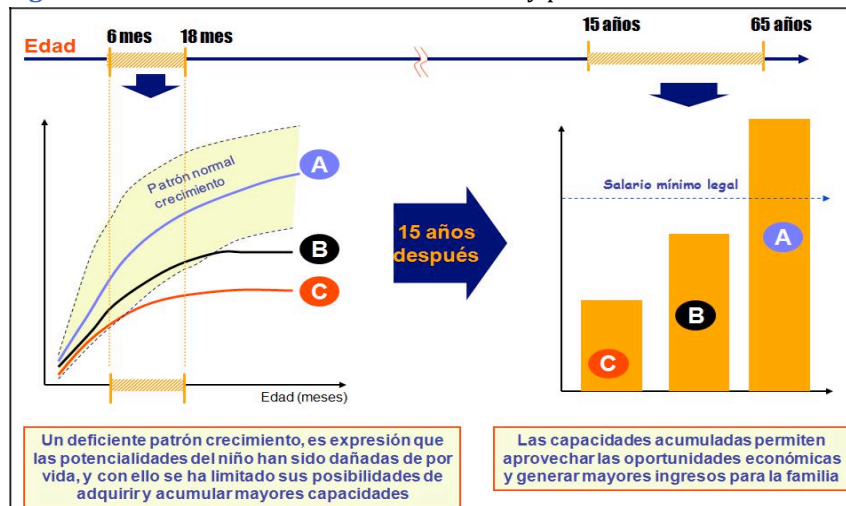 6 mes
18 mes
15 años
65 años
Edad
Patrón normal
crecimiento
A
B
C
Edad (meses)
15 años
después
Salario mínimo legal
A
B
C
Un deficiente patrón crecimiento, es expresión que
las potencialidades del niño han sido dañadas de por
vida, y con ello se ha limitado sus posibilidades de
adquirir y acumular mayores capacidades
Las capacidades acumuladas permiten
aprovechar las oportunidades económicas
y generar mayores ingresos para la familia